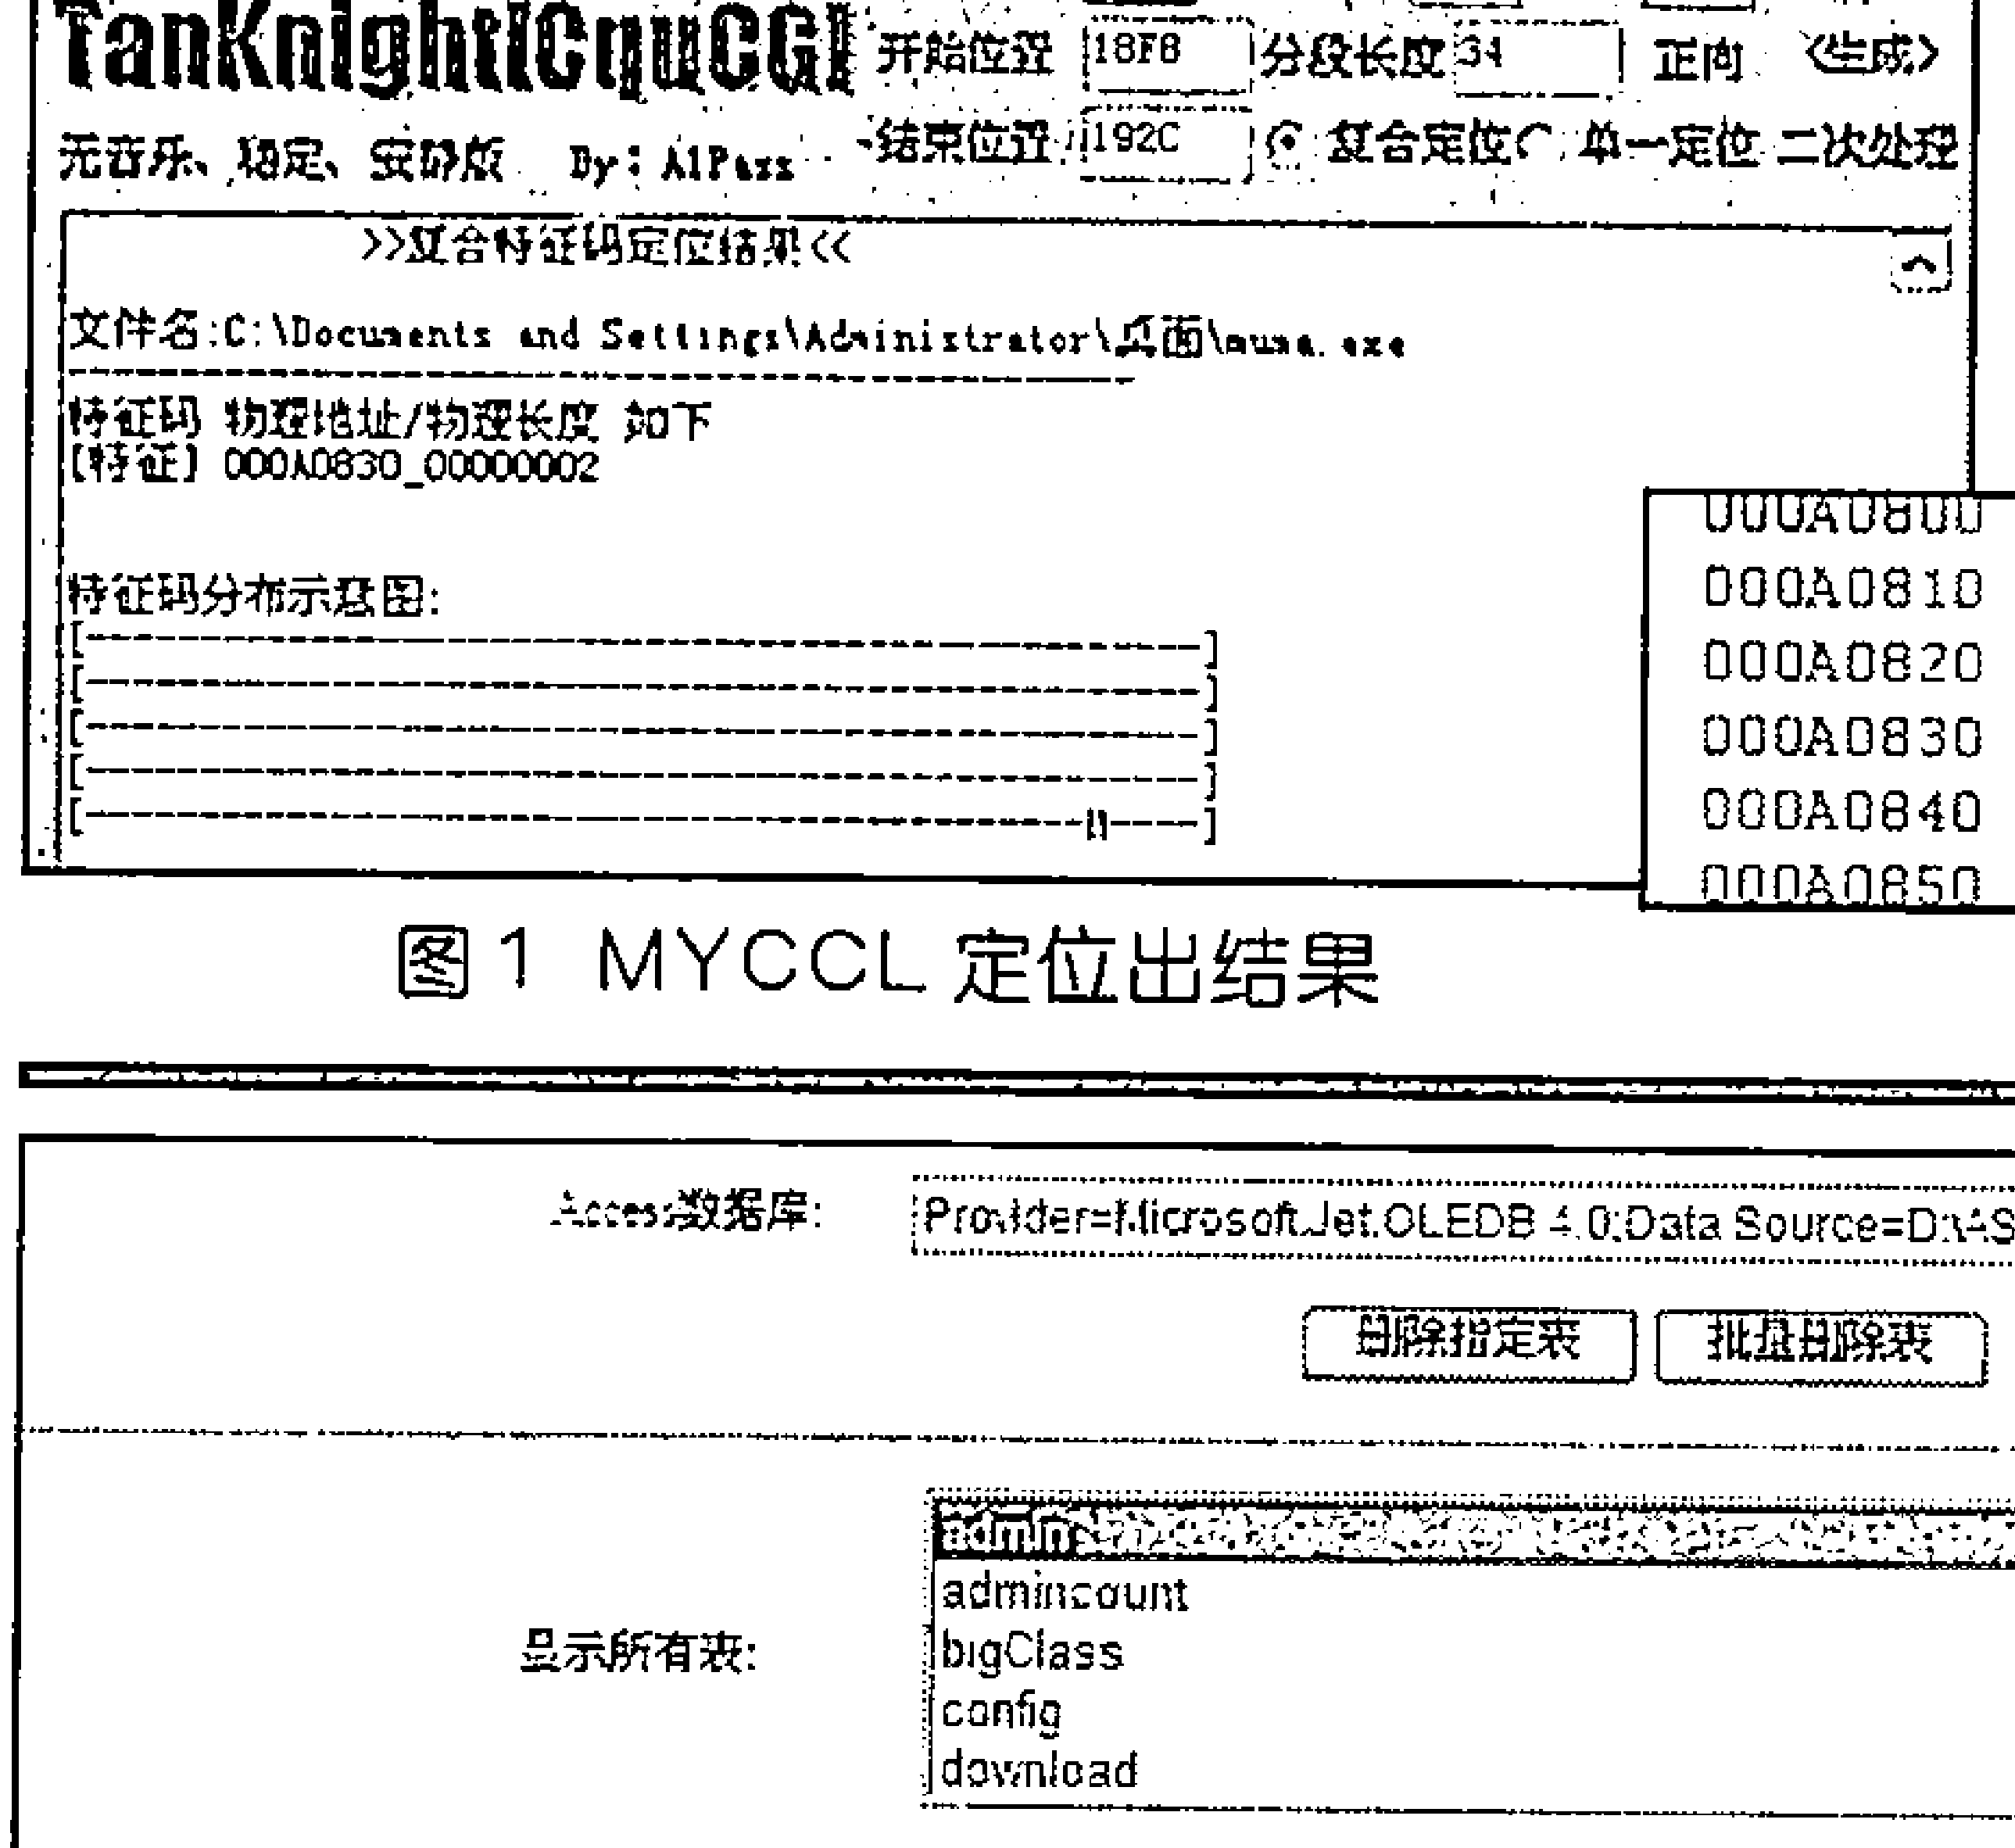 TanKnight[CquCGI
开始位置 18F8 分段长度 34 正向 <生成>
无音乐、稳定、安静版 By: A1Pass
结束位置 192C 复合定位 单一定位 二次处理
>>复合特征码定位结果<<
文件名:C:\Documents and Settings\Administrator\桌面\muma.exe
特征码 物理地址/物理长度 如下
[特征] 000A0830_00000002
特征码分布示意图:
[--------------------------------------------------]
[--------------------------------------------------]
[--------------------------------------------------]
[--------------------------------------------------]
[---------------------------------------------M----]
000A0800
000A0810
000A0820
000A0830
000A0840
000A0850
图1 MYCCL 定位出结果
Access数据库: Provider=Microsoft.Jet.OLEDB.4.0;Data Source=D:\AS
删除指定表 批量删除表
显示所有表:
admin
admincount
bigClass
config
download